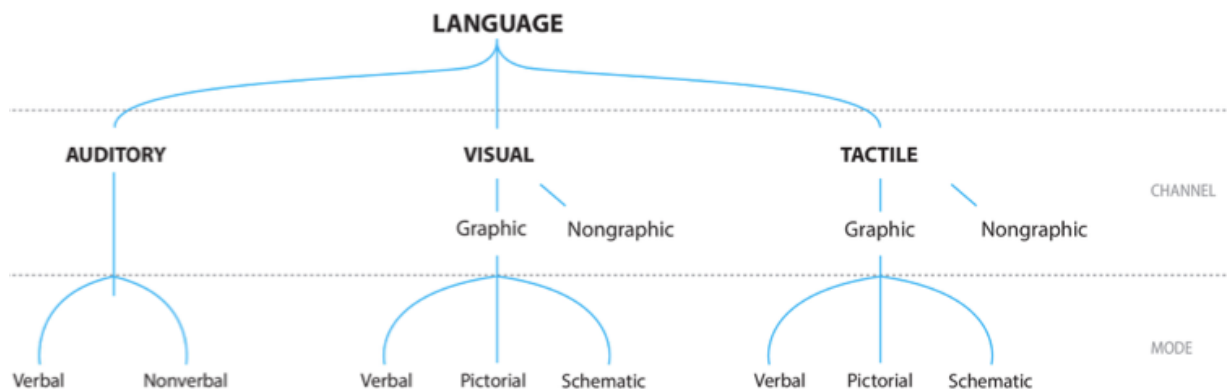 LANGUAGE
AUDITORY VISUAL TACTILE
CHANNEL
Graphic Nongraphic Graphic Nongraphic
MODE
Verbal Nonverbal Verbal Pictorial Schematic Verbal Pictorial Schematic